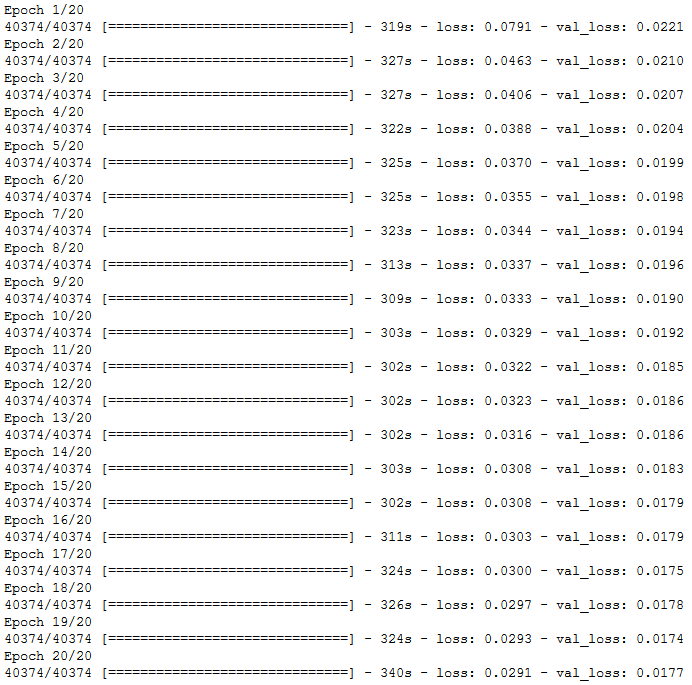 Epoch 1/20
40374/40374 [==============================] - 319s - loss: 0.0791 - val_loss: 0.0221
Epoch 2/20
40374/40374 [==============================] - 327s - loss: 0.0463 - val_loss: 0.0210
Epoch 3/20
40374/40374 [==============================] - 327s - loss: 0.0406 - val_loss: 0.0207
Epoch 4/20
40374/40374 [==============================] - 322s - loss: 0.0388 - val_loss: 0.0204
Epoch 5/20
40374/40374 [==============================] - 325s - loss: 0.0370 - val_loss: 0.0199
Epoch 6/20
40374/40374 [==============================] - 325s - loss: 0.0355 - val_loss: 0.0198
Epoch 7/20
40374/40374 [==============================] - 323s - loss: 0.0344 - val_loss: 0.0194
Epoch 8/20
40374/40374 [==============================] - 313s - loss: 0.0337 - val_loss: 0.0196
Epoch 9/20
40374/40374 [==============================] - 309s - loss: 0.0333 - val_loss: 0.0190
Epoch 10/20
40374/40374 [==============================] - 303s - loss: 0.0329 - val_loss: 0.0192
Epoch 11/20
40374/40374 [==============================] - 302s - loss: 0.0322 - val_loss: 0.0185
Epoch 12/20
40374/40374 [==============================] - 302s - loss: 0.0323 - val_loss: 0.0186
Epoch 13/20
40374/40374 [==============================] - 302s - loss: 0.0316 - val_loss: 0.0186
Epoch 14/20
40374/40374 [==============================] - 303s - loss: 0.0308 - val_loss: 0.0183
Epoch 15/20
40374/40374 [==============================] - 302s - loss: 0.0308 - val_loss: 0.0179
Epoch 16/20
40374/40374 [==============================] - 311s - loss: 0.0303 - val_loss: 0.0179
Epoch 17/20
40374/40374 [==============================] - 324s - loss: 0.0300 - val_loss: 0.0175
Epoch 18/20
40374/40374 [==============================] - 326s - loss: 0.0297 - val_loss: 0.0178
Epoch 19/20
40374/40374 [==============================] - 324s - loss: 0.0293 - val_loss: 0.0174
Epoch 20/20
40374/40374 [==============================] - 340s - loss: 0.0291 - val_loss: 0.0177